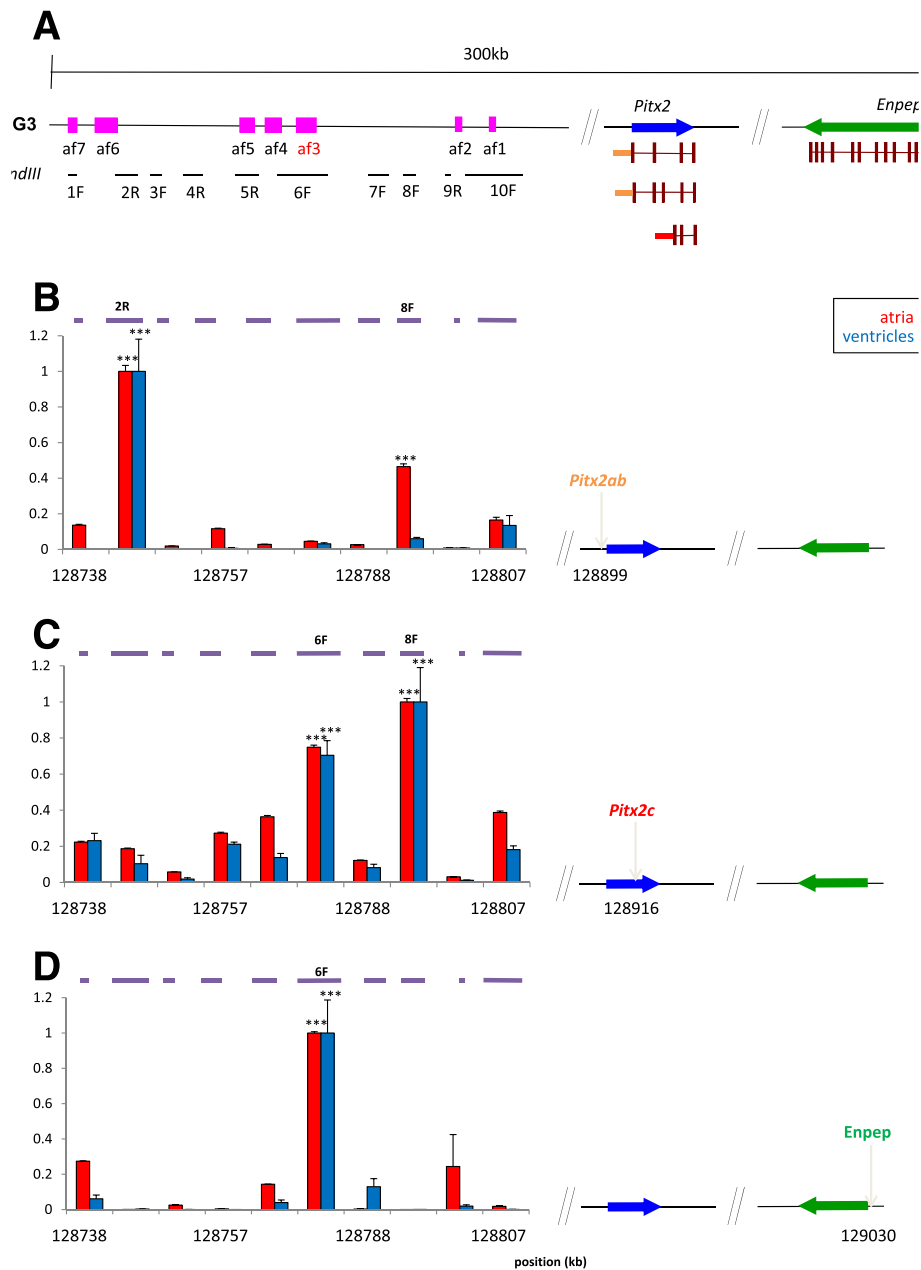 A
300kb
G3
Pitx2
Enpep
af7 af6 af5 af4 af3 af2 af1
ndIII
1F 2R 3F 4R 5R 6F 7F 8F 9R 10F
B
2R 8F
atria
ventricles
*** *** ***
1.2
1
0.8
0.6
0.4
0.2
0
Pitx2ab
128738 128757 128788 128807 128899
C
6F 8F
*** *** *** ***
1.2
1
0.8
0.6
0.4
0.2
0
Pitx2c
128738 128757 128788 128807 128916
D
6F
*** ***
1.2
1
0.8
0.6
0.4
0.2
0
Enpep
128738 128757 128788 128807 129030
position (kb)